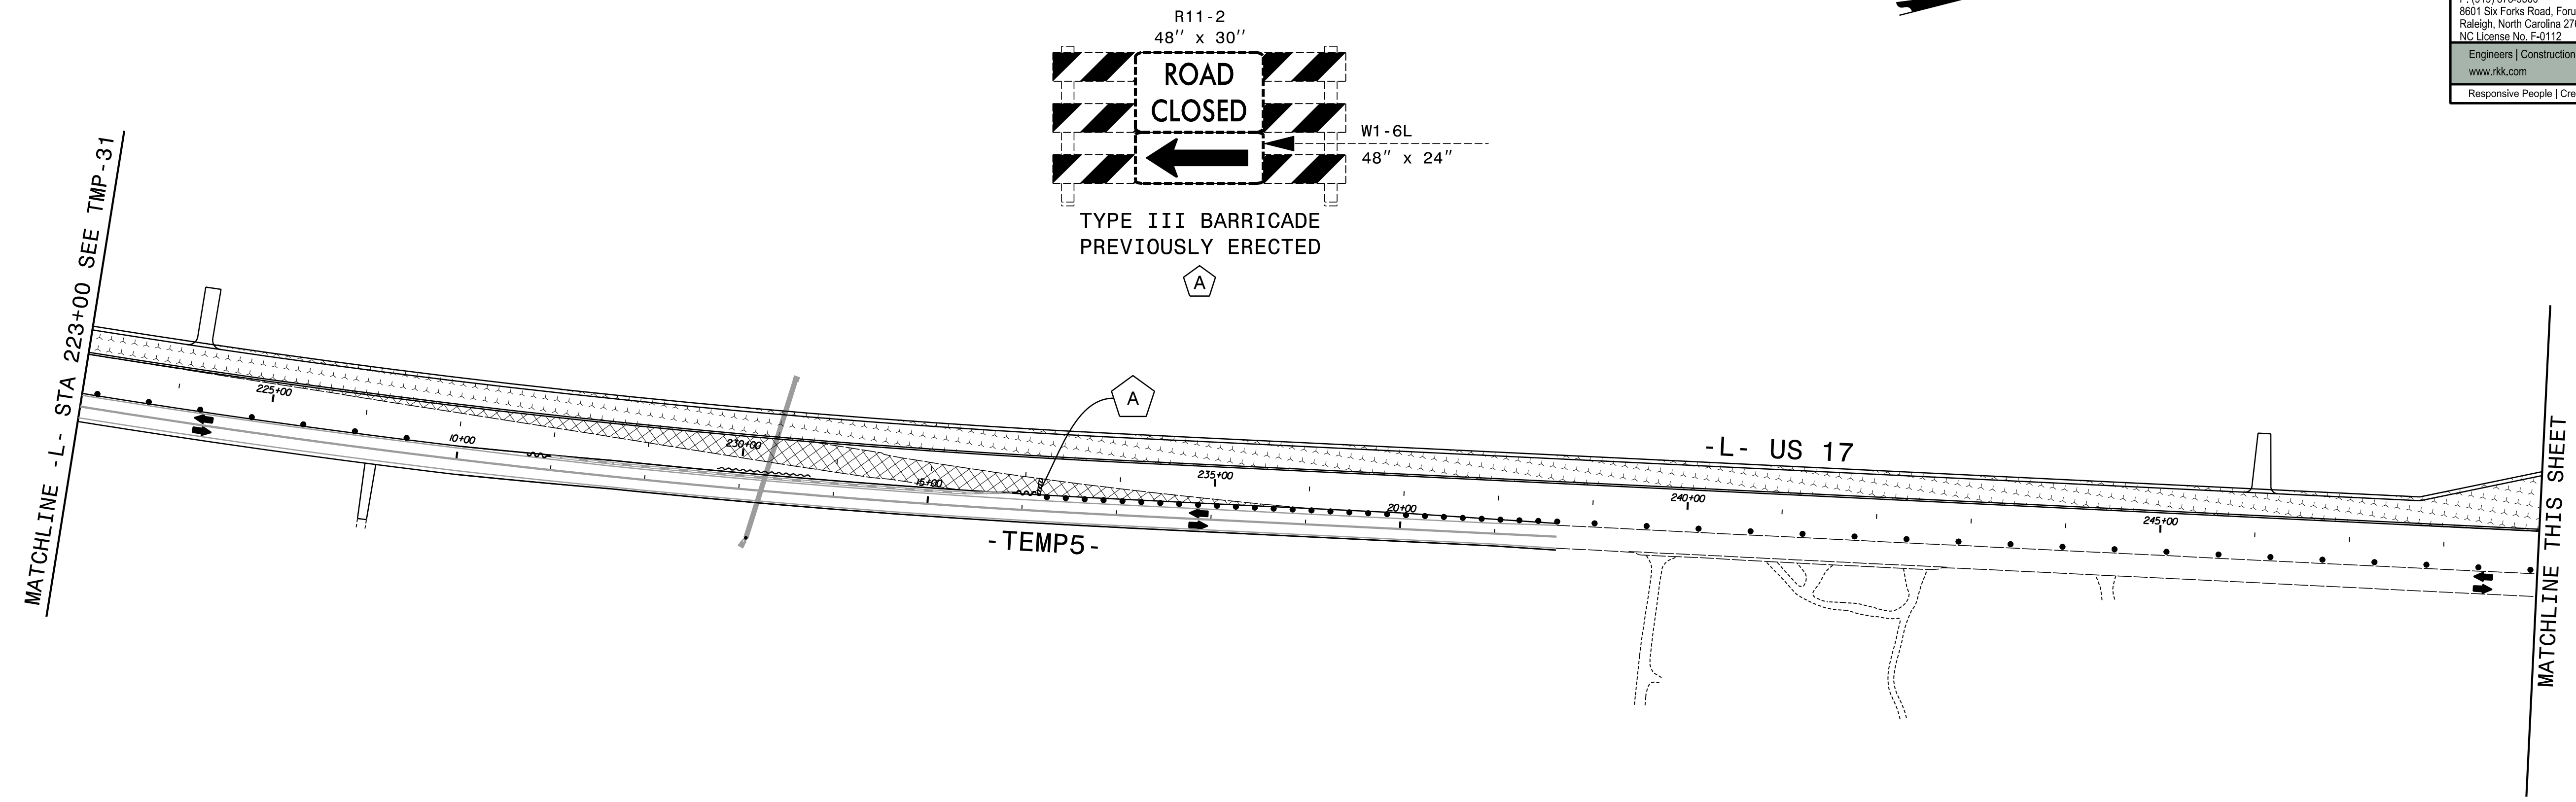 R11-2
48" x 30"
ROAD
CLOSED
W1-6L
48" x 24"
TYPE III BARRICADE
PREVIOUSLY ERECTED
A
8601 Six Forks Road, Foru
Raleigh, North Carolina 270
NC License No. F-0112
Engineers | Construction
www.rkk.com
Responsive People | Cre
MATCHLINE -L- STA 223+00 SEE TMP-31
225+00
10+00
230+00
15+00
A
235+00
20+00
-TEMP5-
-L- US 17
240+00
245+00
MATCHLINE THIS SHEET